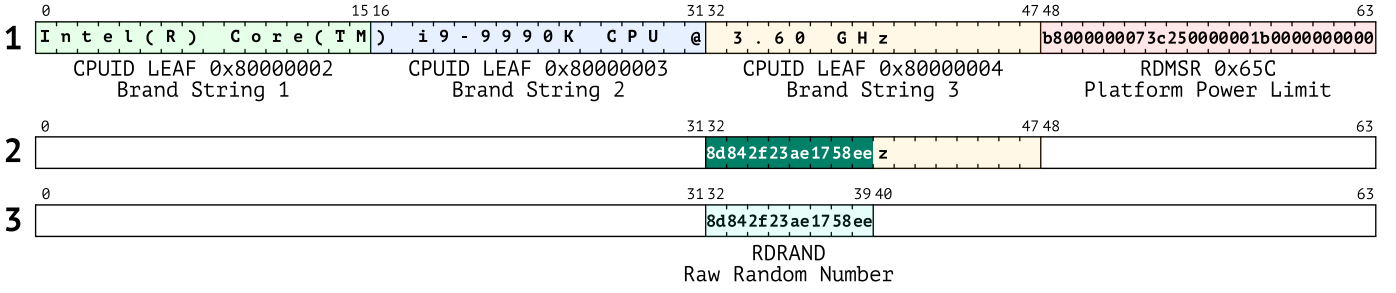 0 15 16 31 32 47 48 63
1 Intel(R) Core(TM) i9-9990K CPU @ 3.60 GHz b8000000073c250000001b0000000000
CPUID LEAF 0x80000002 CPUID LEAF 0x80000003 CPUID LEAF 0x80000004 RDMSR 0x65C
Brand String 1 Brand String 2 Brand String 3 Platform Power Limit
0 31 32 47 48 63
2 8d842f23ae1758ee z
0 31 32 39 40 63
3 8d842f23ae1758ee
RDRAND
Raw Random Number